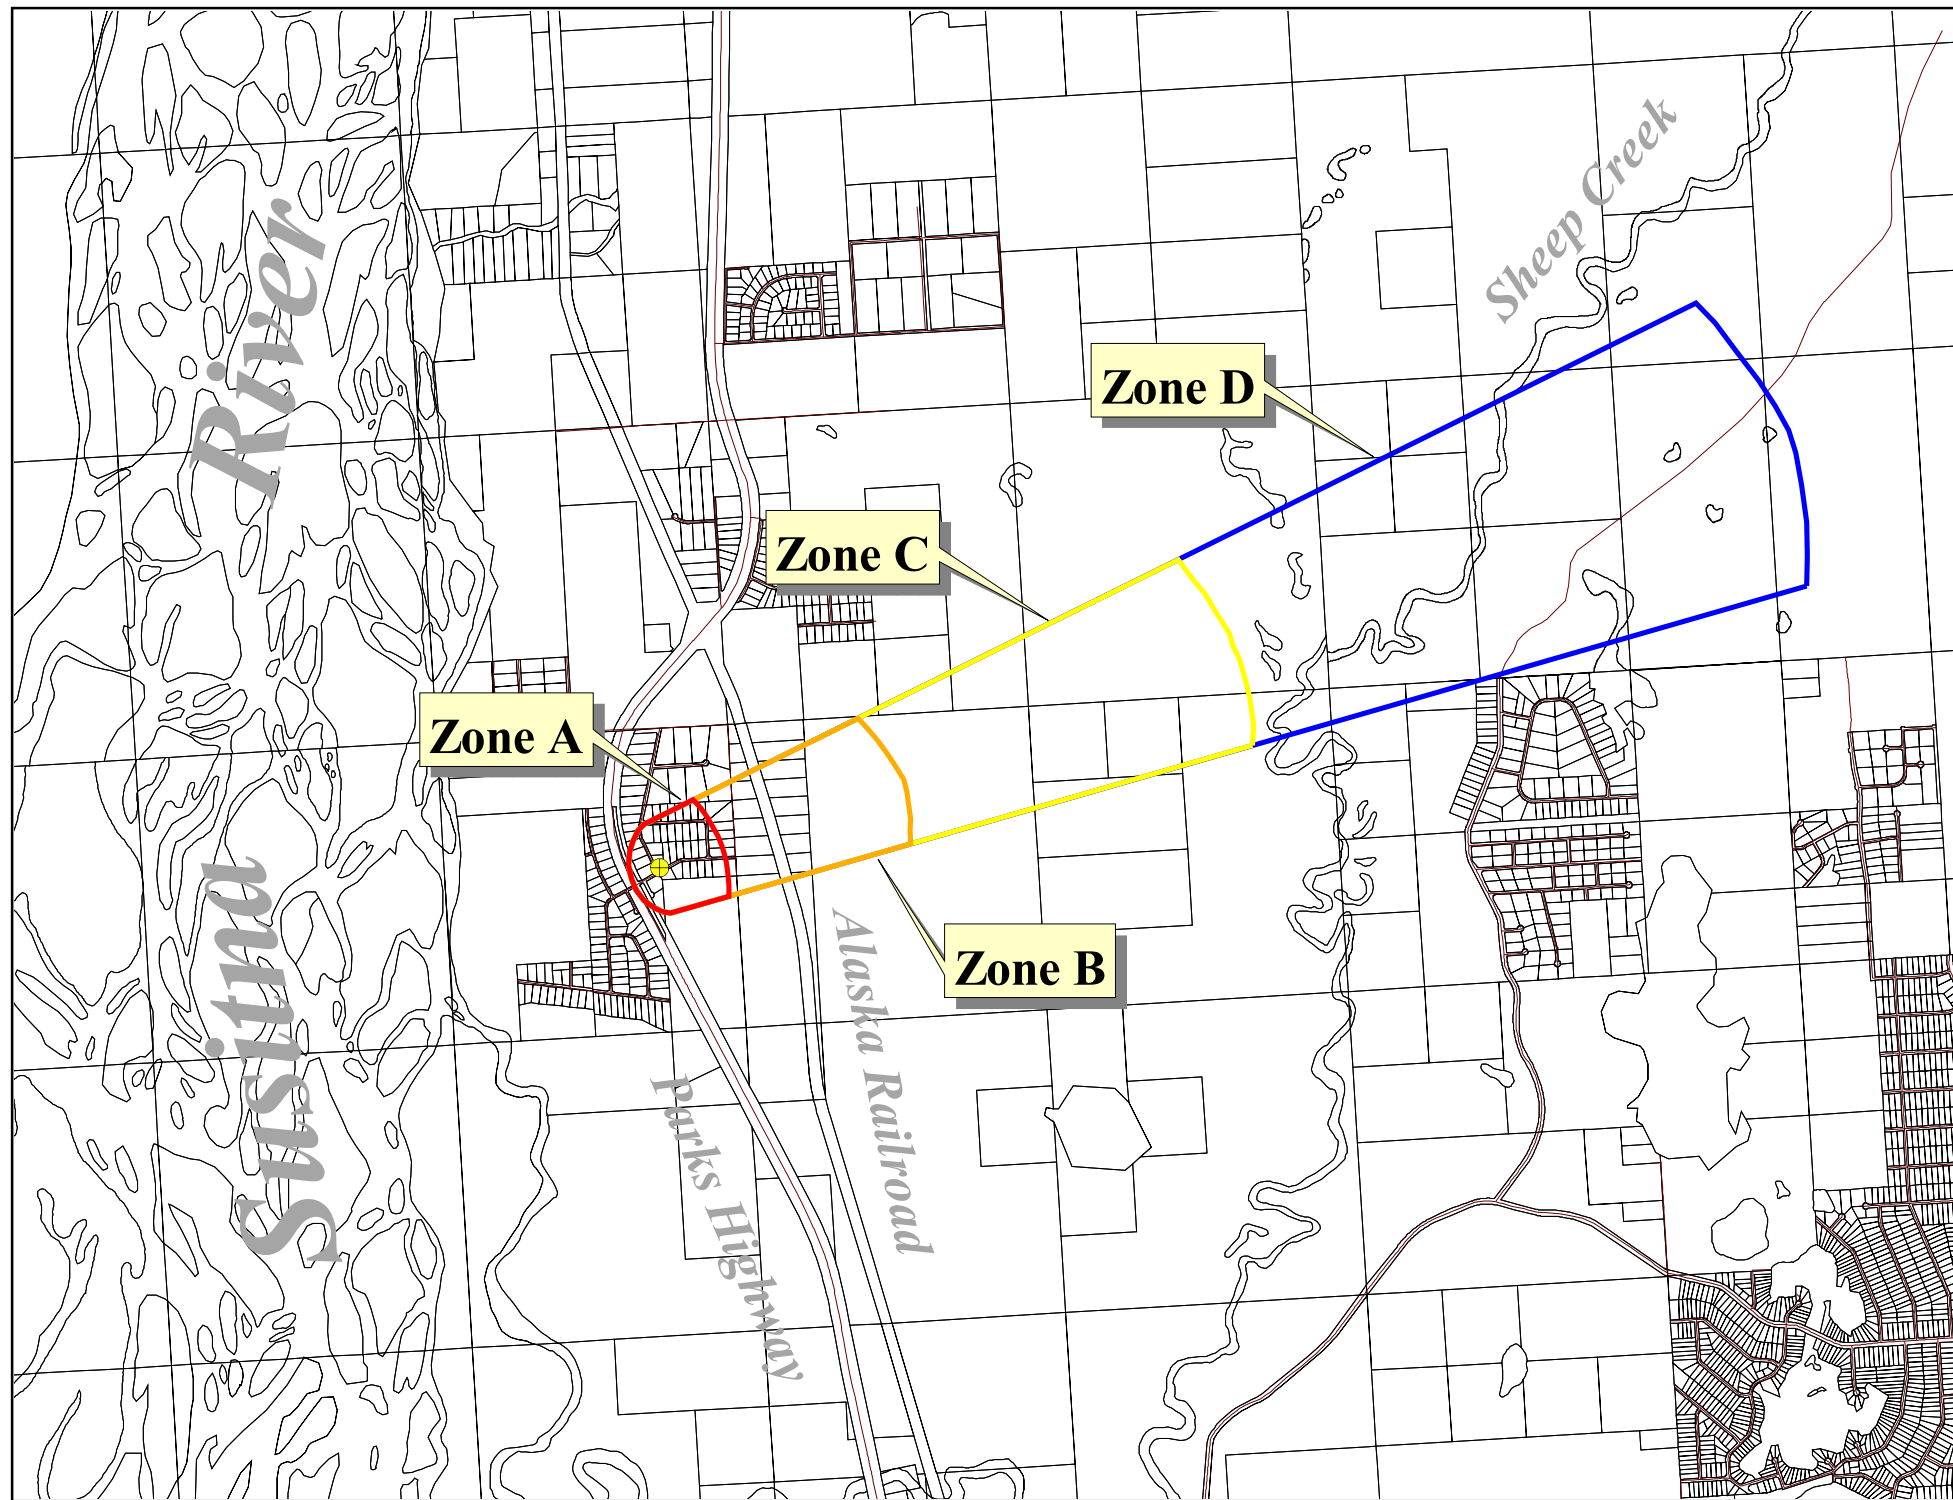 Susitna River
Sheep Creek
Zone D
Zone C
Zone A
Zone B
Alaska Railroad
Parks Highway